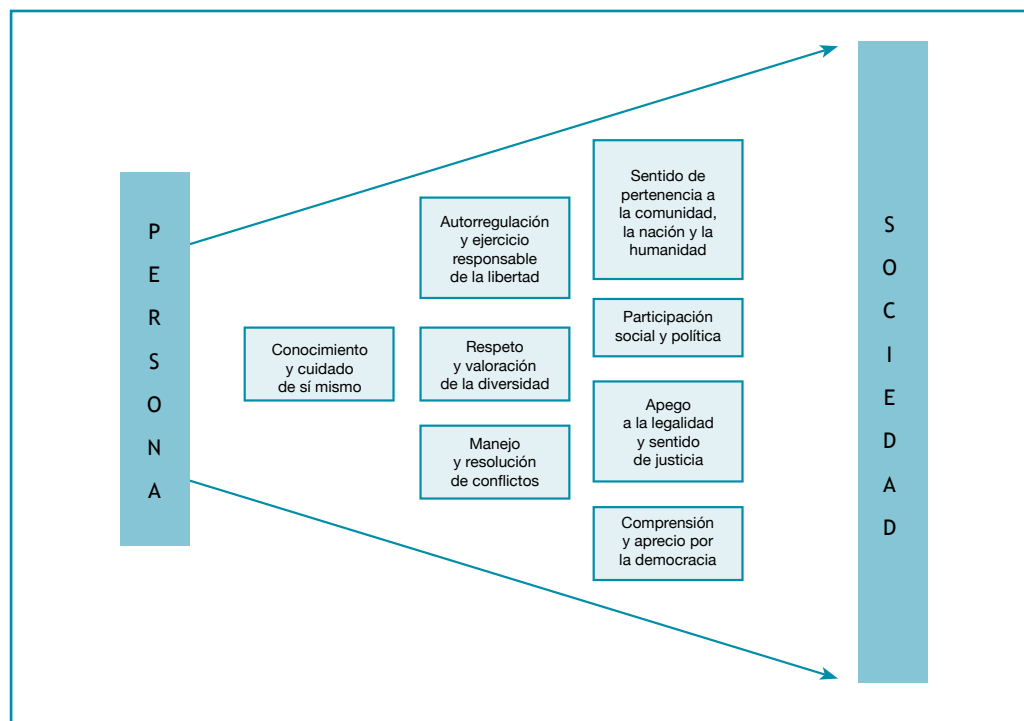 PERSONA
Conocimiento
y cuidado
de sí mismo
Autorregulación
y ejercicio
responsable
de la libertad
Respeto
y valoración
de la diversidad
Manejo
y resolución
de conflictos
Sentido de
pertenencia a
la comunidad,
la nación y la
humanidad
Participación
social y política
Apego
a la legalidad
y sentido
de justicia
Comprensión
y aprecio por
la democracia
SOCIEDAD